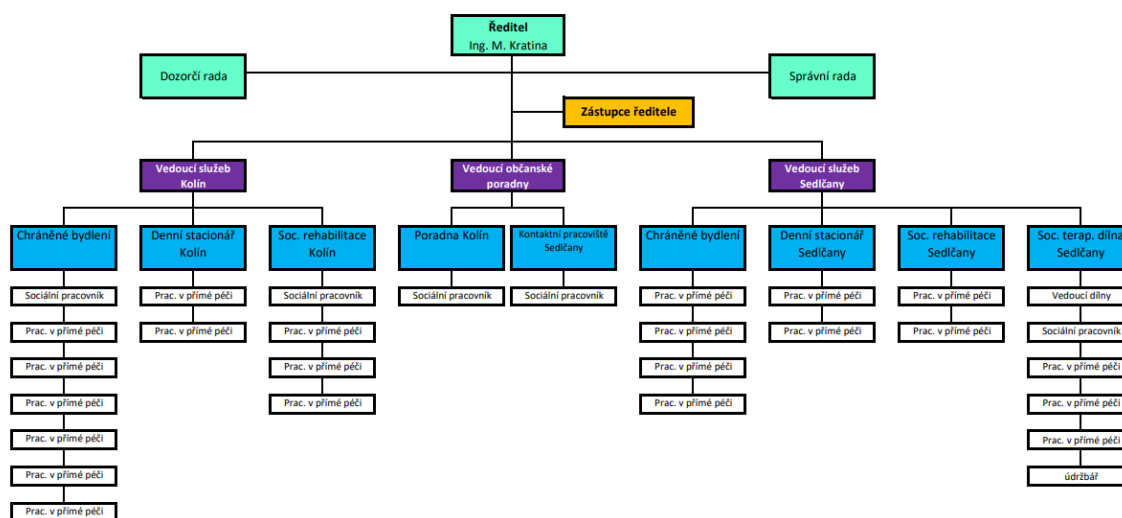 Ředitel
Ing. M. Kratina
Dozorčí rada
Správní rada
Zástupce ředitele
Vedoucí služeb
Kolín
Vedoucí občanské
poradny
Vedoucí služeb
Sedlčany
Chráněné bydlení
Denní stacionář
Kolín
Soc. rehabilitace
Kolín
Poradna Kolín
Kontaktní pracoviště
Sedlčany
Chráněné bydlení
Denní stacionář
Sedlčany
Soc. rehabilitace
Sedlčany
Soc. terap. dílna
Sedlčany
Sociální pracovník
Prac. v přímé péči
Sociální pracovník
Sociální pracovník
Sociální pracovník
Prac. v přímé péči
Prac. v přímé péči
Prac. v přímé péči
Vedoucí dílny
Prac. v přímé péči
Prac. v přímé péči
Prac. v přímé péči
Prac. v přímé péči
Prac. v přímé péči
Prac. v přímé péči
Sociální pracovník
Prac. v přímé péči
Prac. v přímé péči
Prac. v přímé péči
Prac. v přímé péči
Prac. v přímé péči
Prac. v přímé péči
Prac. v přímé péči
Prac. v přímé péči
Prac. v přímé péči
Prac. v přímé péči
Prac. v přímé péči
údržbář
Prac. v přímé péči